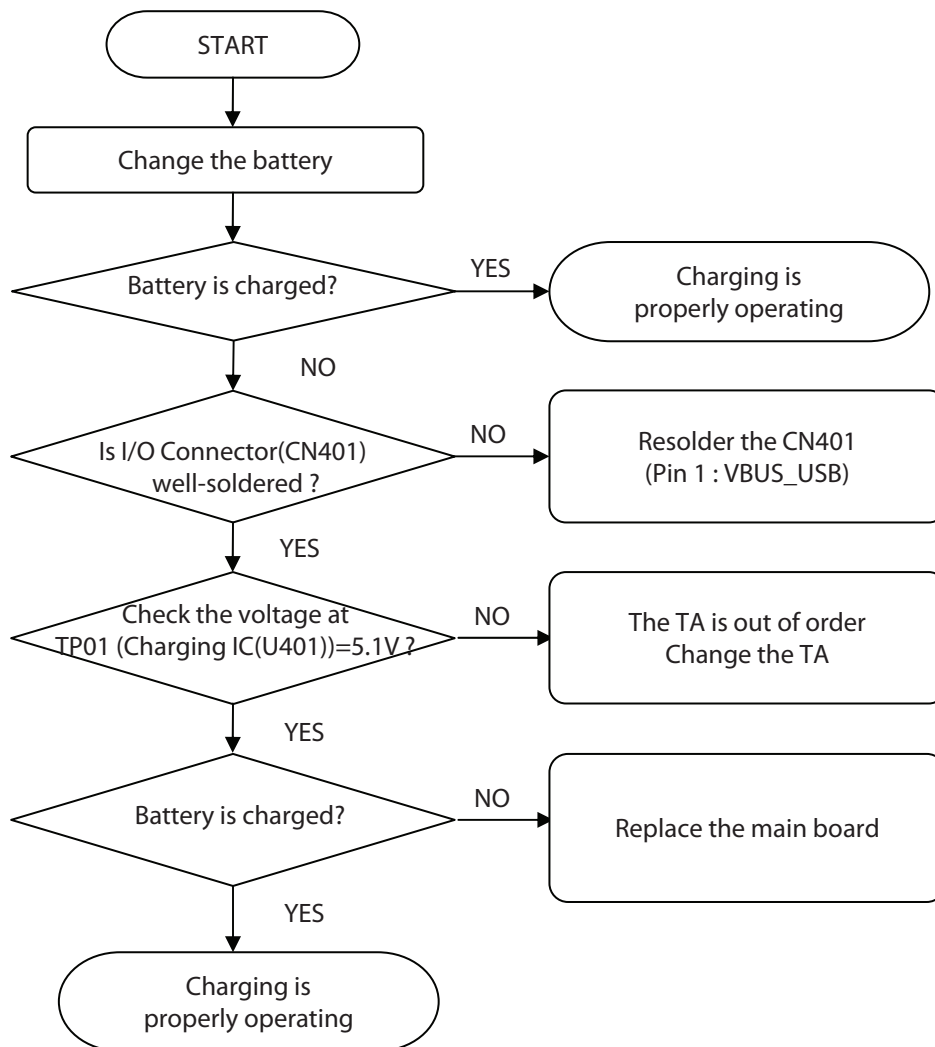 START
Change the battery
Battery is charged?
YES
Charging is
properly operating
NO
Is I/O Connector(CN401)
well-soldered ?
NO
Resolder the CN401
(Pin 1 : VBUS_USB)
YES
Check the voltage at
TP01 (Charging IC(U401))=5.1V ?
NO
The TA is out of order
Change the TA
YES
Battery is charged?
NO
Replace the main board
YES
Charging is
properly operating